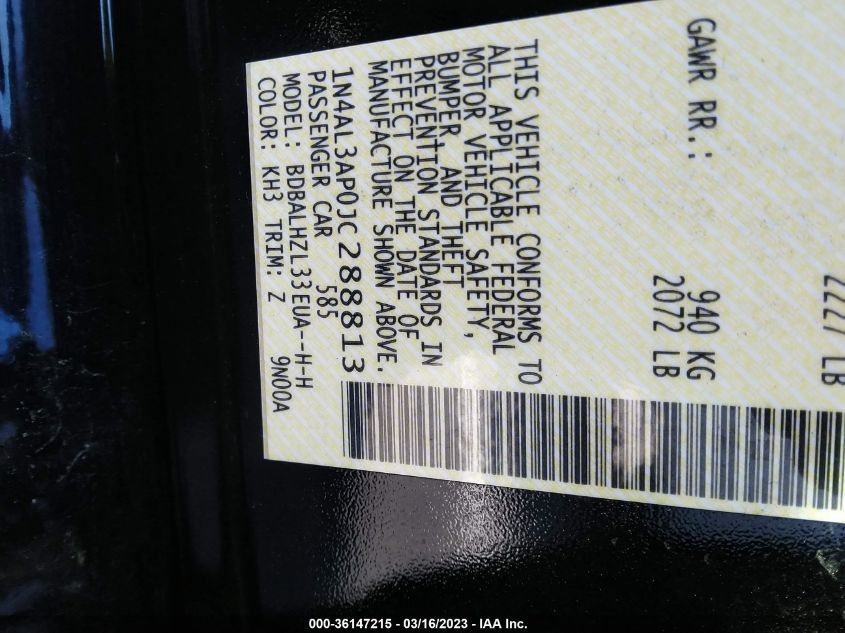 2227 LB
GAWR RR.:
940 KG
2072 LB
THIS VEHICLE CONFORMS TO
ALL APPLICABLE FEDERAL
MOTOR VEHICLE SAFETY,
BUMPER AND THEFT
PREVENTION STANDARDS IN
EFFECT ON THE DATE OF
MANUFACTURE SHOWN ABOVE.
1N4AL3AP0JC288813
PASSENGER CAR 585
MODEL: BDBALHZL33EUA--H-H
COLOR: KH3 TRIM: Z 9N00A
000-36147215 - 03/16/2023 - IAA Inc.